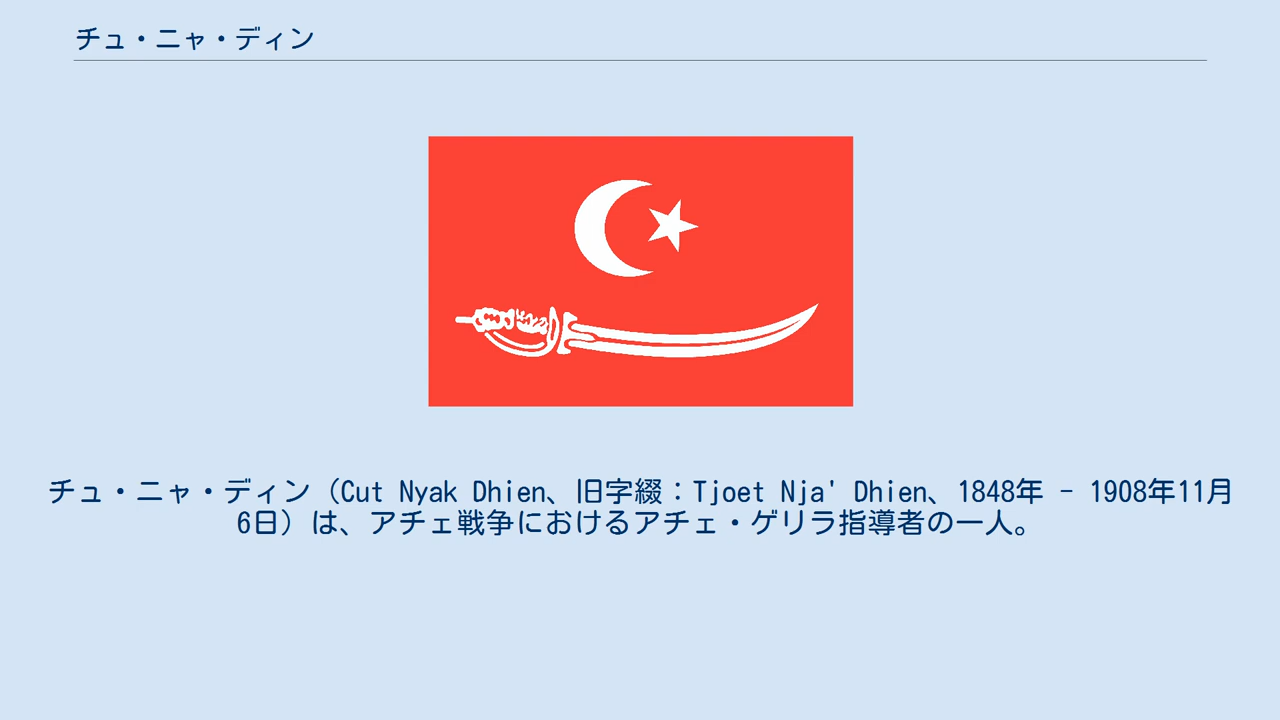 チュ・ニャ・ディン
チュ・ニャ・ディン（Cut Nyak Dhien、旧字綴：Tjoet Nja' Dhien、1848年 - 1908年11月
6日）は、アチェ戦争におけるアチェ・ゲリラ指導者の一人。